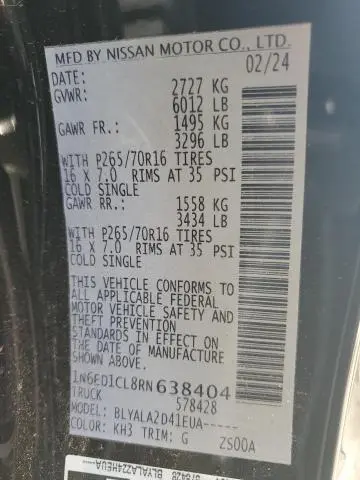 MFD BY NISSAN MOTOR CO., LTD.
DATE: 02/24
GVWR: 2727 KG
6012 LB
GAWR FR.: 1495 KG
3296 LB
WITH P265/70R16 TIRES
16 X 7.0 RIMS AT 35 PSI
COLD SINGLE
GAWR RR.: 1558 KG
3434 LB
WITH P265/70R16 TIRES
16 X 7.0 RIMS AT 35 PSI
COLD SINGLE
THIS VEHICLE CONFORMS TO
ALL APPLICABLE FEDERAL
MOTOR VEHICLE SAFETY
STANDARDS IN EFFECT ON
THE DATE OF MANUFACTURE
SHOWN ABOVE.
1N6ED1CL8RN638404
TRUCK 578428
MODEL: BLYALA2D41EUA-----
COLOR: KH3 TRIM: G ZS00A
578428